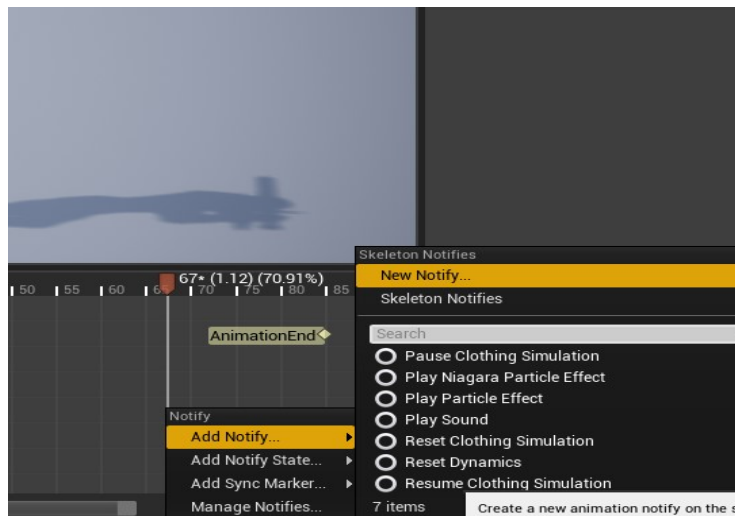 Skeleton Notifies
New Notify...
Skeleton Notifies
67* (1.12) (70.91%)
50 55 60 70 75 80 85
AnimationEnd
Search
Pause Clothing Simulation
Play Niagara Particle Effect
Play Particle Effect
Play Sound
Reset Clothing Simulation
Reset Dynamics
Resume Clothing Simulation
7 items
Notify
Add Notify...
Add Notify State...
Add Sync Marker...
Manage Notifies...
Create a new animation notify on the s